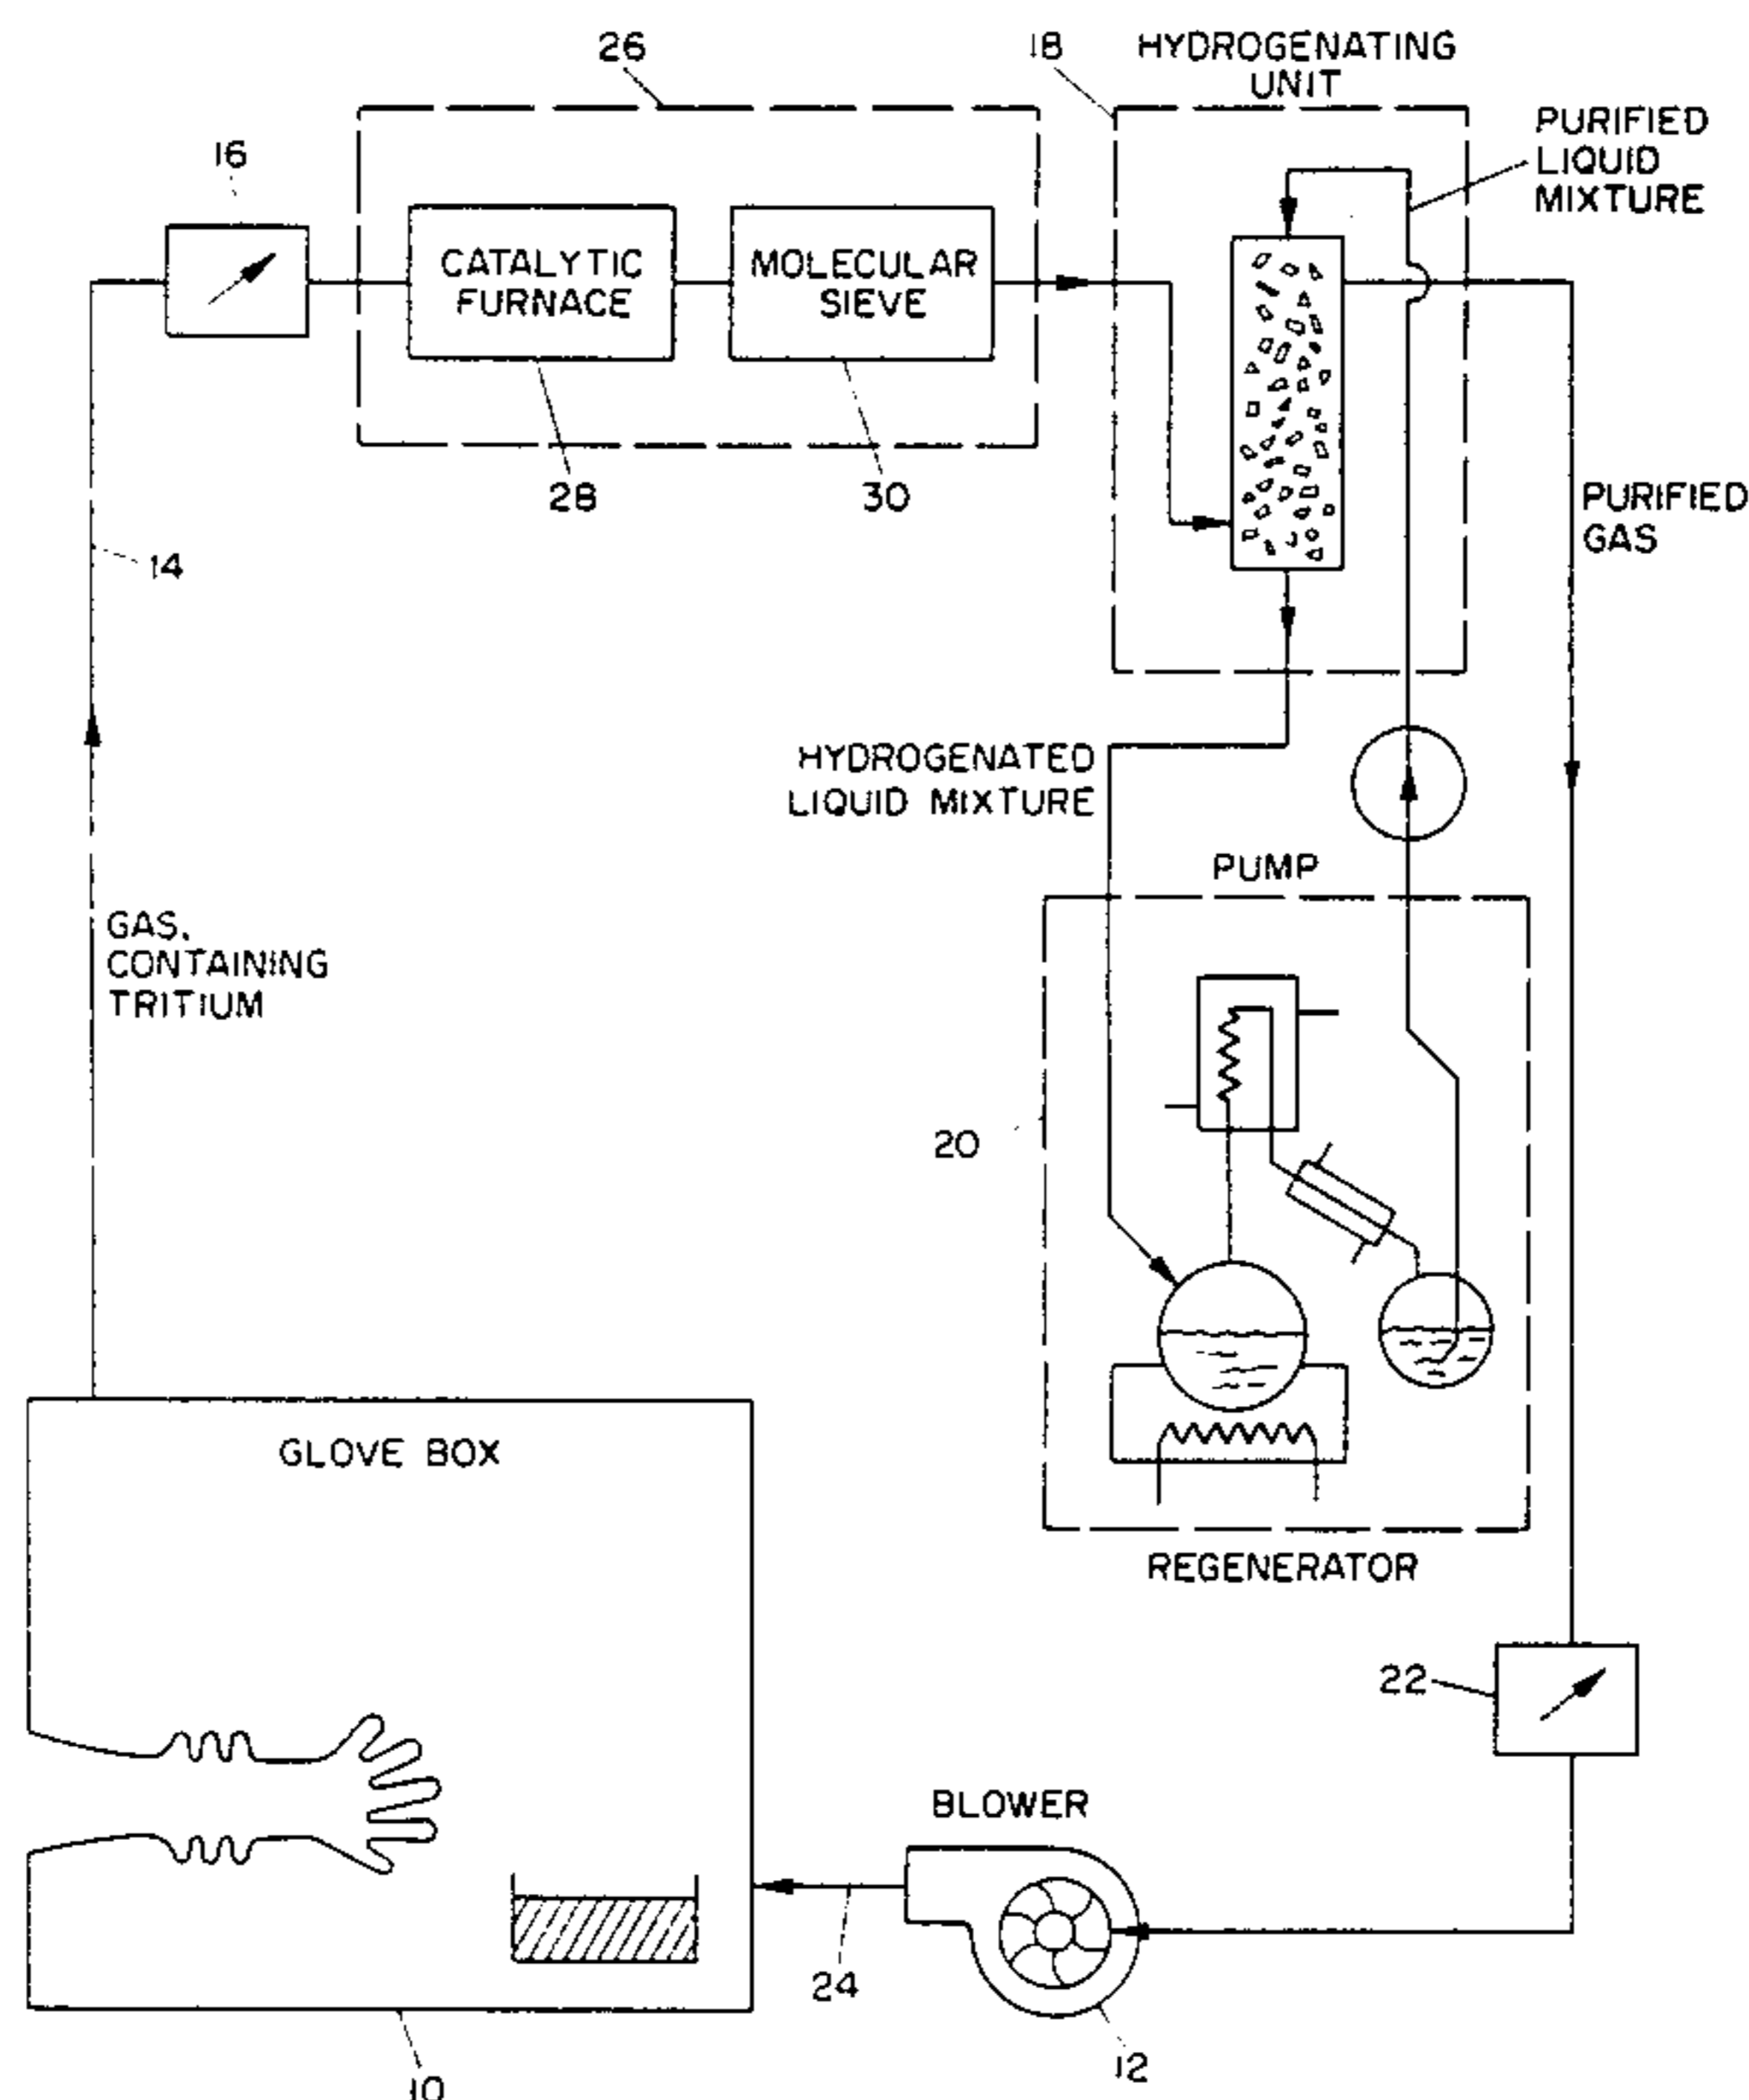 26
18
HYDROGENATING
UNIT
PURIFIED
LIQUID
MIXTURE
16
CATALYTIC
FURNACE
MOLECULAR
SIEVE
28
30
PURIFIED
GAS
14
HYDROGENATED
LIQUID MIXTURE
PUMP
GAS,
CONTAINING
TRITIUM
20
GLOVE BOX
REGENERATOR
22
BLOWER
24
12
10